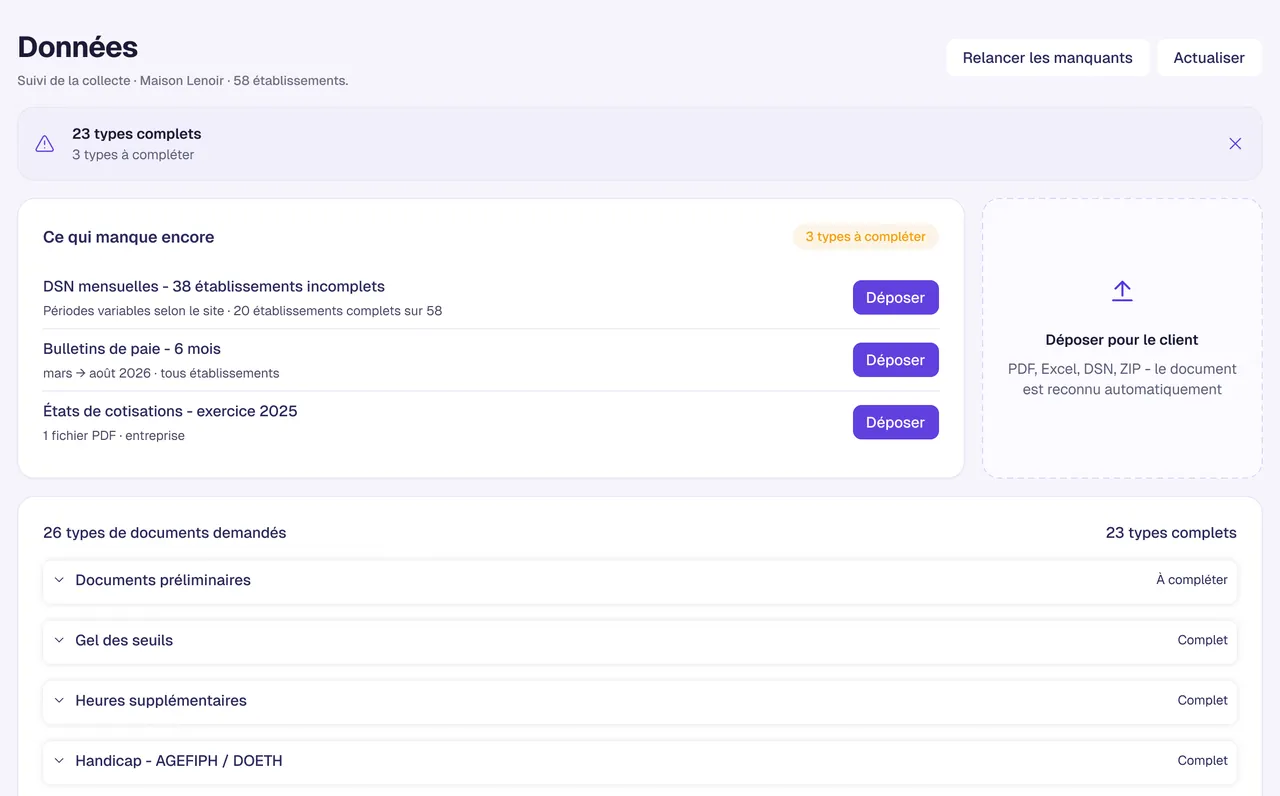 Données
Relancer les manquants
Actualiser
Suivi de la collecte · Maison Lenoir · 58 établissements.
23 types complets
3 types à compléter
Ce qui manque encore
3 types à compléter
DSN mensuelles - 38 établissements incomplets
Périodes variables selon le site · 20 établissements complets sur 58
Déposer
Bulletins de paie - 6 mois
mars → août 2026 · tous établissements
Déposer
États de cotisations - exercice 2025
1 fichier PDF · entreprise
Déposer
Déposer pour le client
PDF, Excel, DSN, ZIP - le document
est reconnu automatiquement
26 types de documents demandés
23 types complets
Documents préliminaires
À compléter
Gel des seuils
Complet
Heures supplémentaires
Complet
Handicap - AGEFIPH / DOETH
Complet